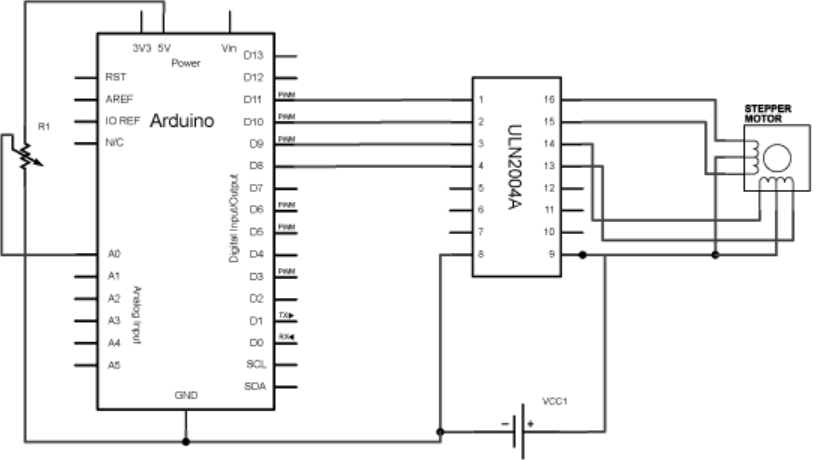 3V3 5V Vin
Power
D13
RST D12
AREF D11 PWM
IO REF D10 PWM
N/C D9 PWM
D8
D7
D6 PWM
D5 PWM
A0 D4
A1 D3 PWM
A2 D2
A3 D1 TX
A4 D0 RX
A5 SCL
SDA
GND
Arduino
Digital Input/Output
Analog Input
R1
ULN2004A
1 16
2 15
3 14
4 13
5 12
6 11
7 10
8 9
STEPPER
MOTOR
VCC1
- +